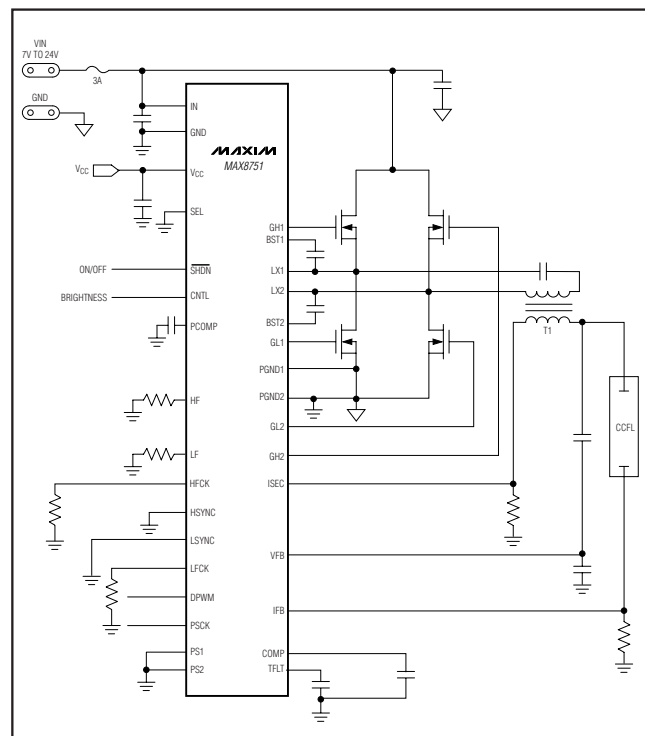 VIN
7V TO 24V
3A
GND
IN
GND
MAXIM
MAX8751
VCC
VCC
SEL
GH1
BST1
ON/OFF
SHDN
LX1
BRIGHTNESS
CNTL
LX2
PCOMP
BST2
GL1
T1
PGND1
HF
PGND2
CCFL
GL2
LF
GH2
HFCK
ISEC
HSYNC
LSYNC
VFB
LFCK
DPWM
IFB
PSCK
PS1
COMP
PS2
TFLT